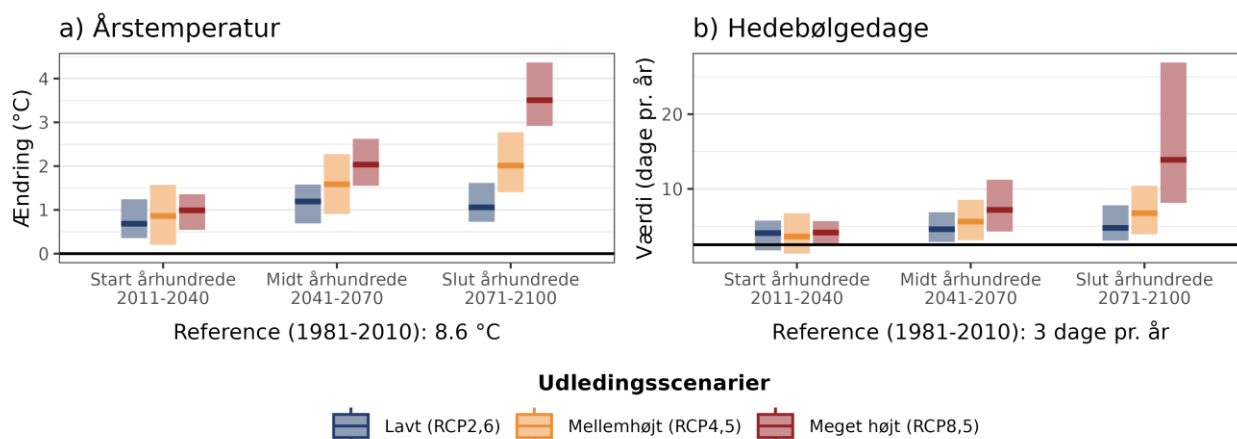 a) Årstemperatur
Ændring (°C)
4
3
2
1
0
Start århundrede
2011-2040
Midt århundrede
2041-2070
Slut århundrede
2071-2100
Reference (1981-2010): 8.6 °C
b) Hedebølgedage
Værdi (dage pr. år)
20
10
Start århundrede
2011-2040
Midt århundrede
2041-2070
Slut århundrede
2071-2100
Reference (1981-2010): 3 dage pr. år
Udledingsscenarier
Lavt (RCP2,6)
Mellemhøjt (RCP4,5)
Meget højt (RCP8,5)